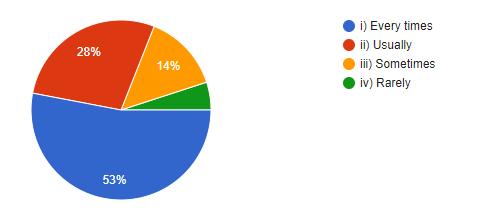 28%
14%
53%
i) Every times
ii) Usually
iii) Sometimes
iv) Rarely